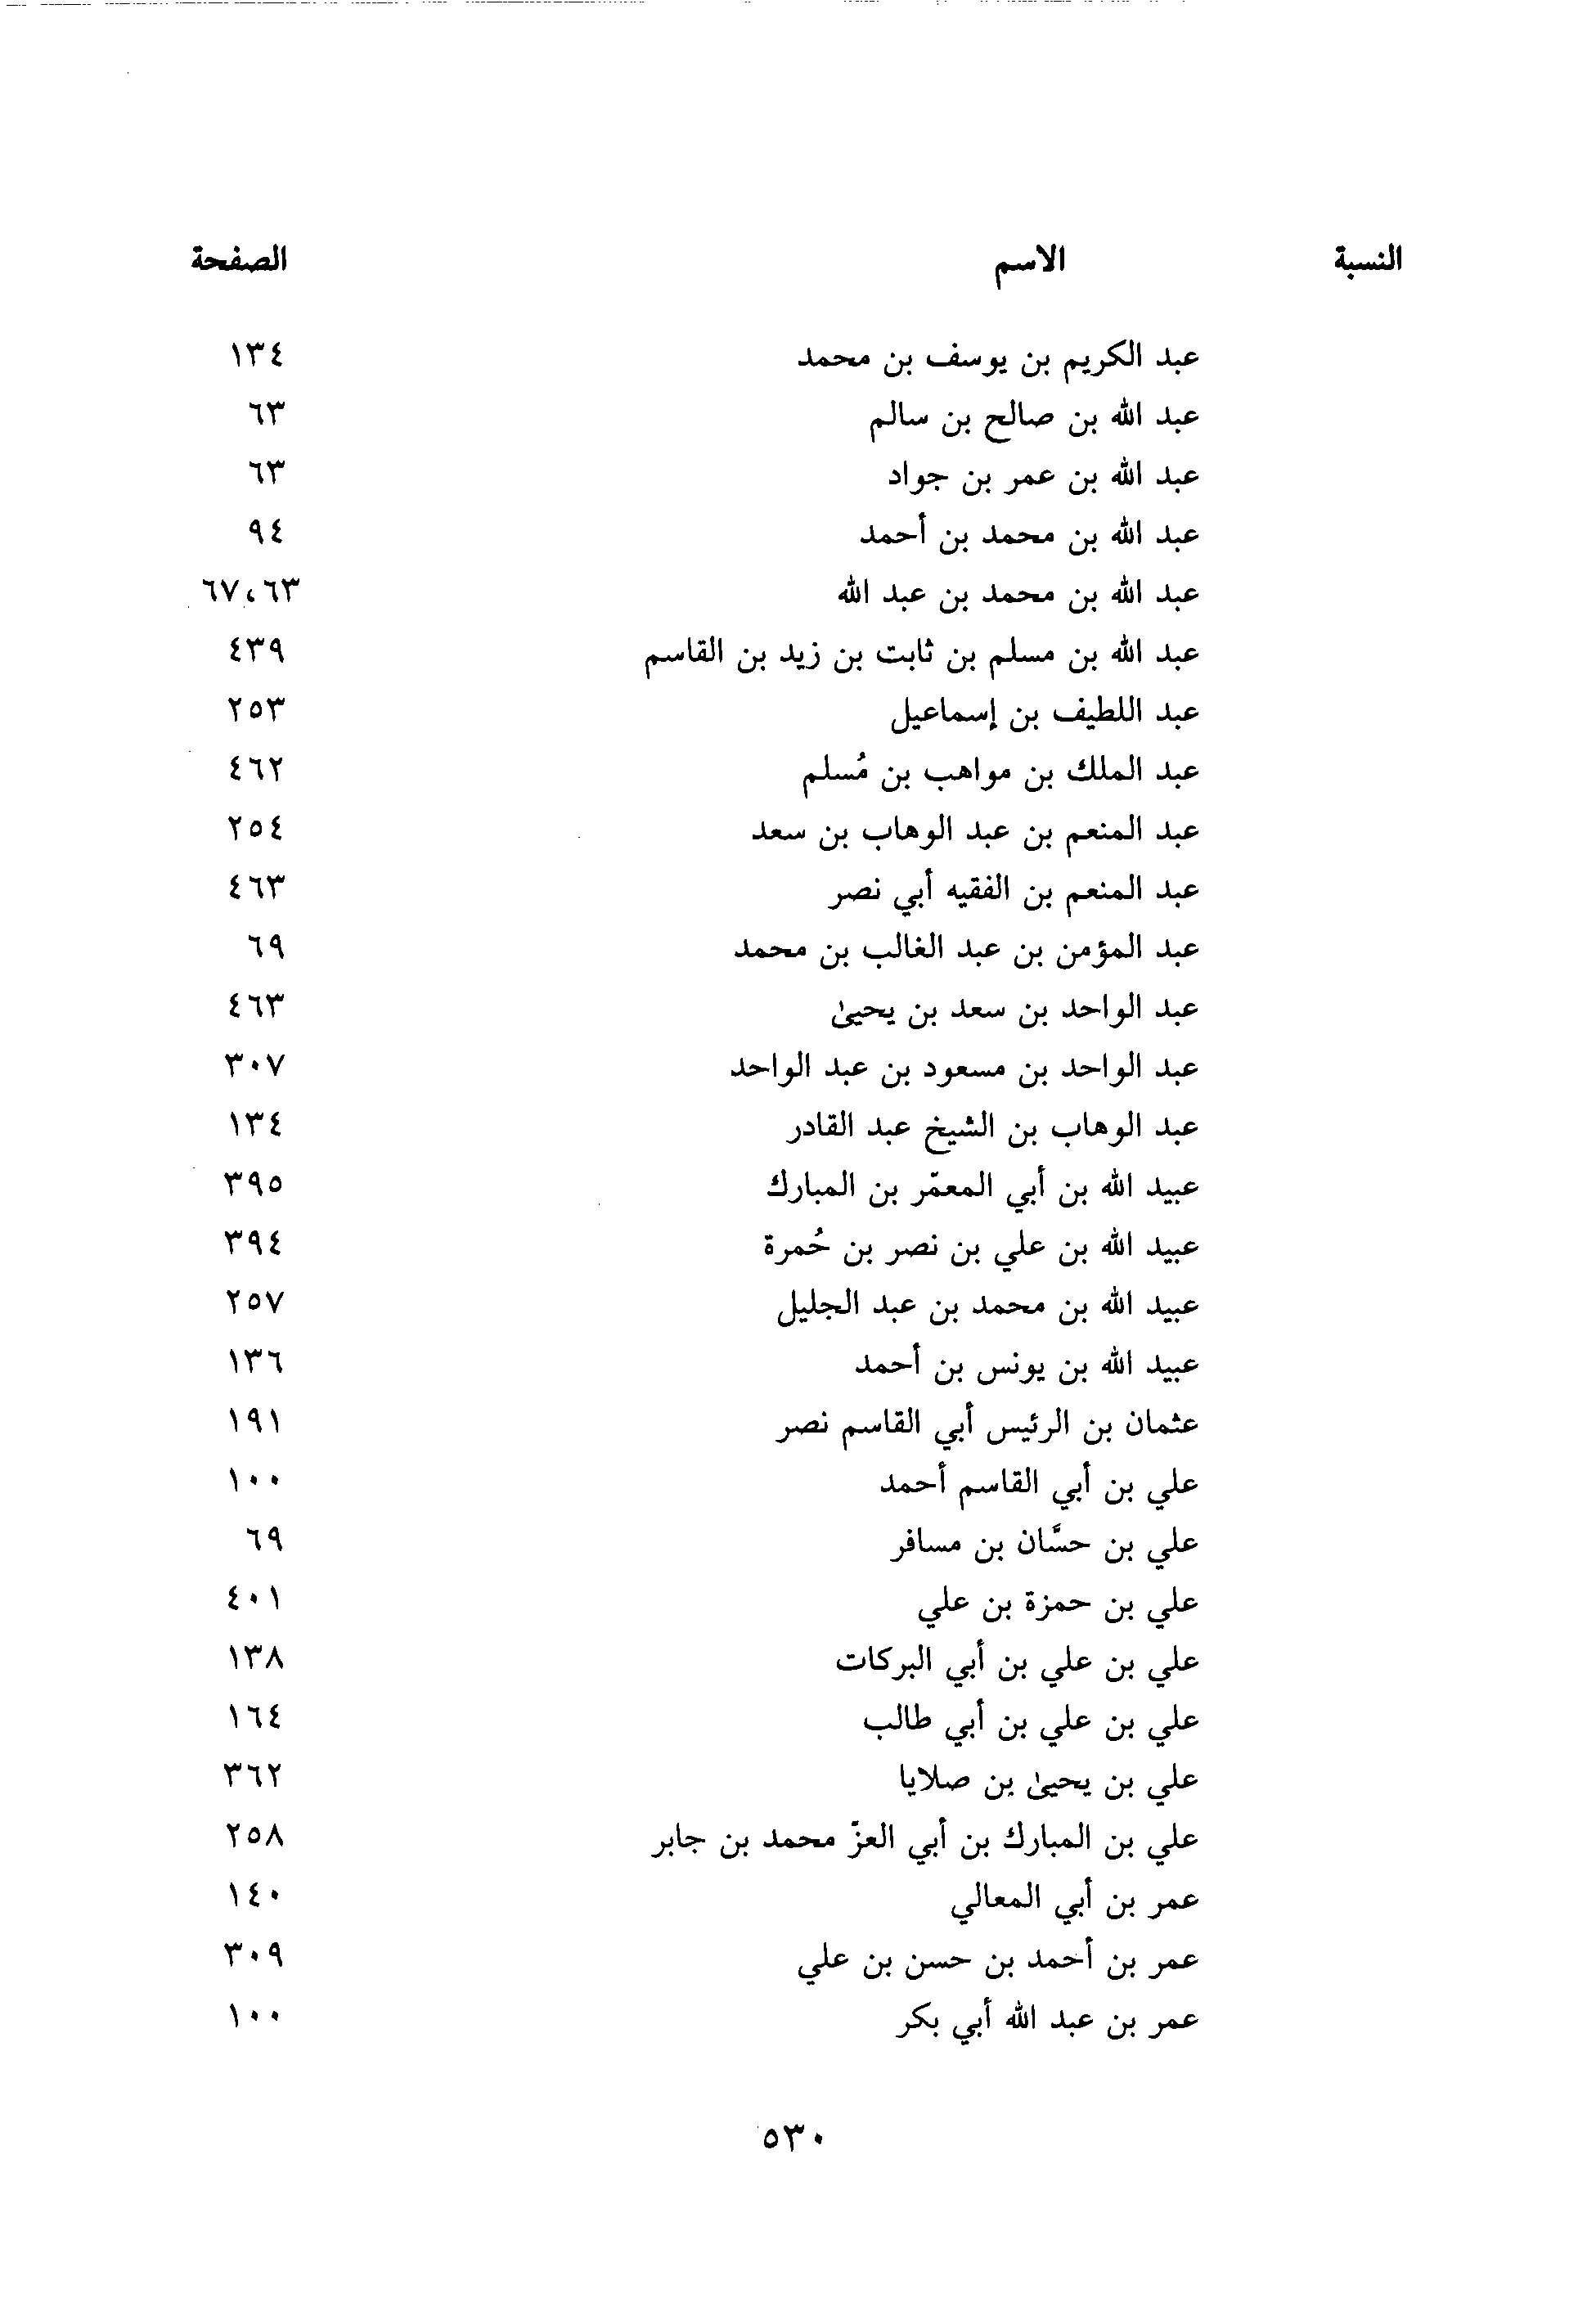 النسبة الاسم الصفحة
عبد الكريم بن يوسف بن محمد ١٣٤
عبد الله بن صالح بن سالم ٦٣
عبد الله بن عمر بن جواد ٦٣
عبد الله بن محمد بن أحمد ٩٤
عبد الله بن محمد بن عبد الله ٦٣، ٦٧
عبد الله بن مسلم بن ثابت بن زيد بن القاسم ٤٣٩
عبد اللطيف بن إسماعيل ٢٥٣
عبد الملك بن مواهب بن مُسلم ٤٦٢
عبد المنعم بن عبد الوهاب بن سعد ٢٥٤
عبد المنعم بن الفقيه أبي نصر ٤٦٣
عبد المؤمن بن عبد الغالب بن محمد ٦٩
عبد الواحد بن سعد بن يحيىٰ ٤٦٣
عبد الواحد بن مسعود بن عبد الواحد ٣٠٧
عبد الوهاب بن الشيخ عبد القادر ١٣٤
عبيد الله بن أبي المعمّر بن المبارك ٣٩٥
عبيد الله بن علي بن نصر بن حُمرة ٣٩٤
عبيد الله بن محمد بن عبد الجليل ٢٥٧
عبيد الله بن يونس بن أحمد ١٣٦
عثمان بن الرئيس أبي القاسم نصر ١٩١
علي بن أبي القاسم أحمد ١٠٠
علي بن حسَّان بن مسافر ٦٩
علي بن حمزة بن علي ٤٠١
علي بن علي بن أبي البركات ١٣٨
علي بن علي بن أبي طالب ١٦٤
علي بن يحيىٰ بن صلايا ٣٦٢
علي بن المبارك بن أبي العزّ محمد بن جابر ٢٥٨
عمر بن أبي المعالي ١٤٠
عمر بن أحمد بن حسن بن علي ٣٠٩
عمر بن عبد الله أبي بكر ١٠٠
٥٣٠